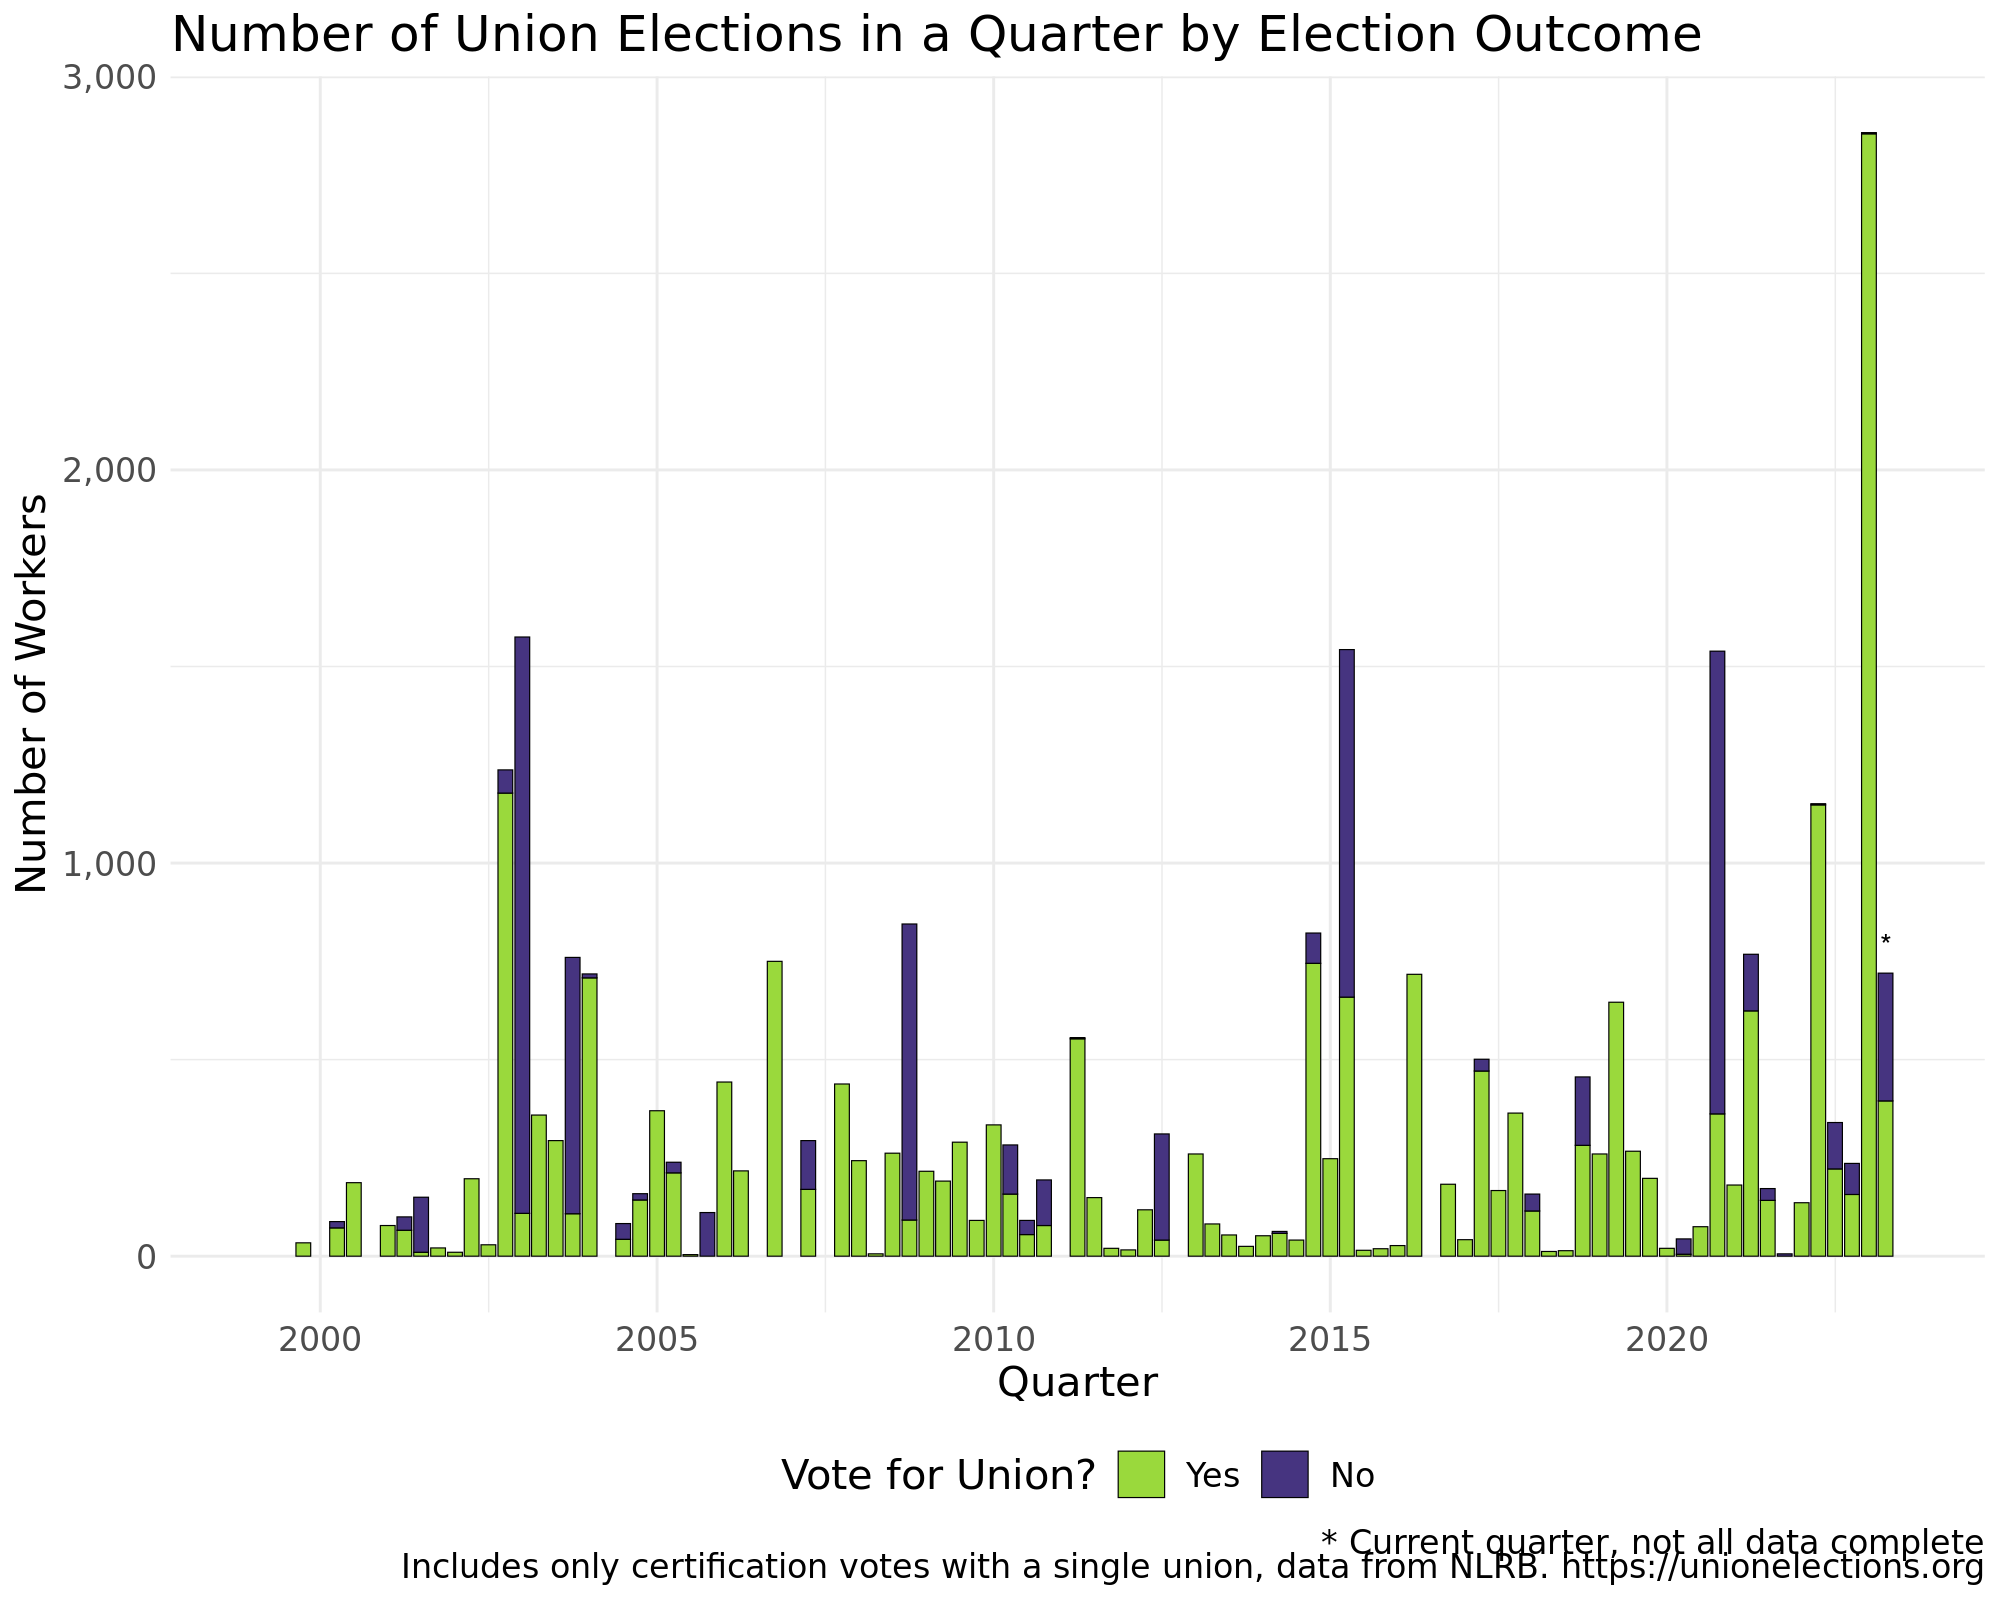 Number of Union Elections in a Quarter by Election Outcome
3,000
2,000
1,000
0
Number of Workers
*
2000 2005 2010 2015 2020
Quarter
Vote for Union? Yes No
* Current quarter, not all data complete
Includes only certification votes with a single union, data from NLRB. https://unionelections.org